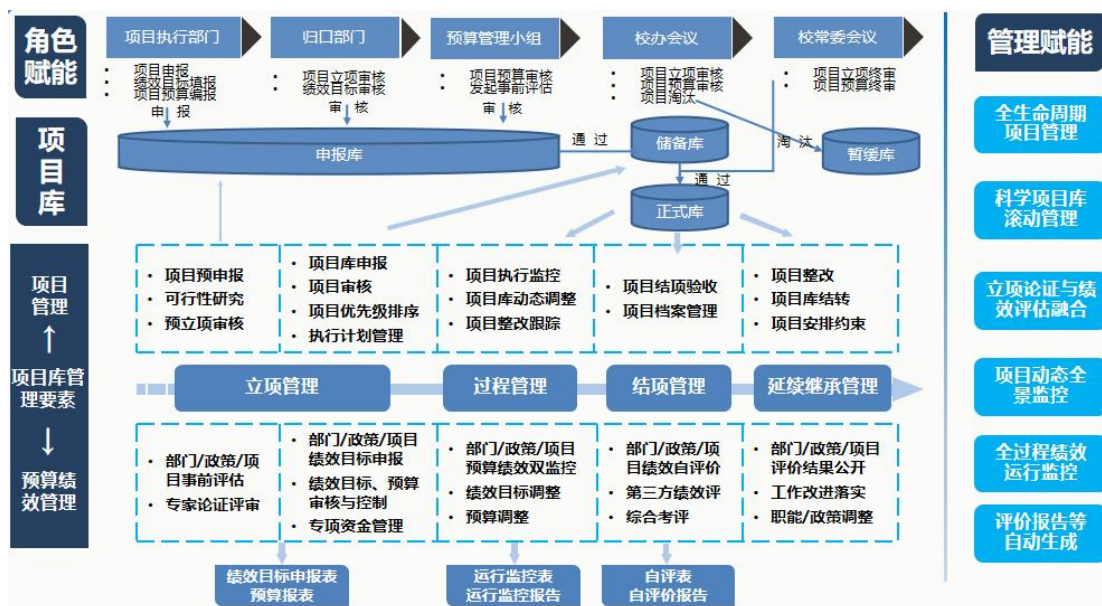 角色
赋能
项目执行部门
归口部门
预算管理小组
校办会议
校常委会议
• 项目申报
• 绩效目标填报
• 项目预算编报
申 报
• 项目立项审核
• 绩效目标审核
审 核
• 项目预算审核
• 发起事前评估
审 核
• 项目立项审核
• 项目预算审核
• 项目淘汰
• 项目立项终审
• 项目预算终审
项
目
库
申报库
通 过
储备库
淘 汰
暂缓库
通 过
正式库
项目
管理
项目库管
理要素
预算绩
效管理
• 项目预申报
• 可行性研究
• 预立项审核
• 项目库申报
• 项目审核
• 项目优先级排序
• 执行计划管理
• 项目执行监控
• 项目库动态调整
• 项目整改跟踪
• 项目结项验收
• 项目档案管理
• 项目整改
• 项目库结转
• 项目安排约束
立项管理
过程管理
结项管理
延续继承管理
• 部门/政策/项
目事前评估
• 专家论证评审
• 部门/政策/项目
绩效目标申报
• 绩效目标、预算
审核与控制
• 专项资金管理
• 部门/政策/项目
预算绩效双监控
• 绩效目标调整
• 预算调整
• 部门/政策/项
目绩效自评价
• 第三方绩效评
• 综合考评
• 部门/政策/项目
评价结果公开
• 工作改进落实
• 职能/政策调整
绩效目标申报表
预算报表
运行监控表
运行监控报告
自评表
自评价报告
管理赋能
全生命周期
项目管理
科学项目库
滚动管理
立项论证与绩
效评估融合
项目动态全
景监控
全过程绩效
运行监控
评价报告等
自动生成